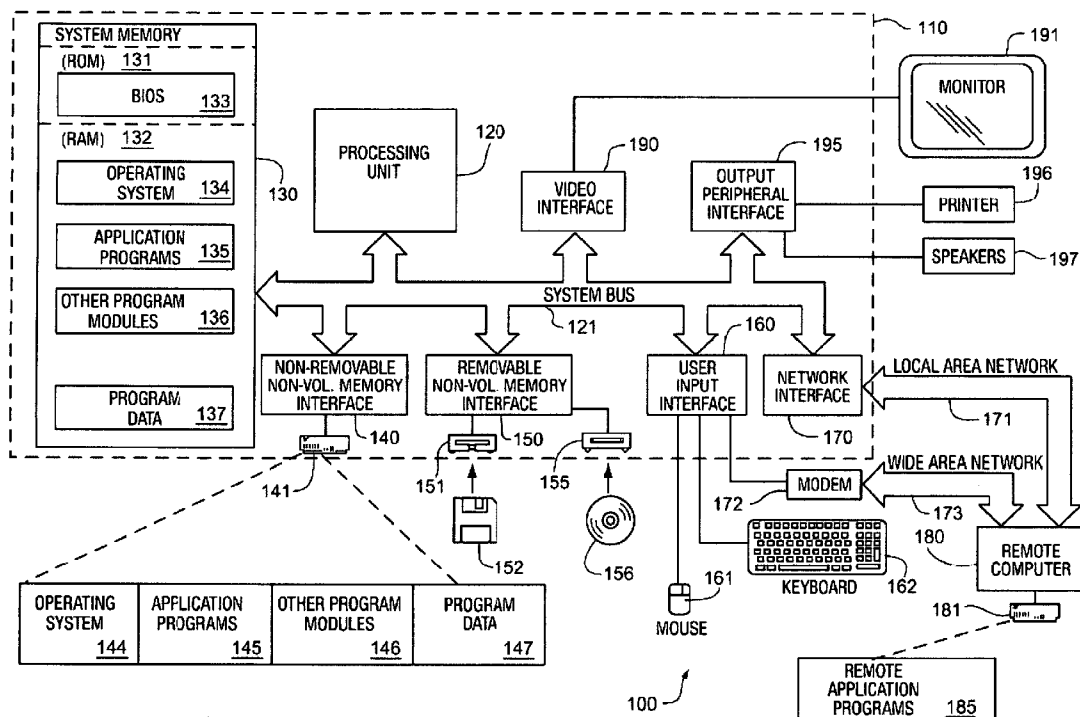 SYSTEM MEMORY
(ROM) 131
BIOS 133
(RAM) 132
OPERATING
SYSTEM 134
APPLICATION
PROGRAMS 135
OTHER PROGRAM
MODULES 136
PROGRAM
DATA 137
130
PROCESSING
UNIT
120
190
VIDEO
INTERFACE
195
OUTPUT
PERIPHERAL
INTERFACE
110
191
MONITOR
196
PRINTER
SPEAKERS
197
SYSTEM BUS
121
NON-REMOVABLE
NON-VOL. MEMORY
INTERFACE
140
REMOVABLE
NON-VOL. MEMORY
INTERFACE
150
160
USER
INPUT
INTERFACE
NETWORK
INTERFACE
170
LOCAL AREA NETWORK
171
WIDE AREA NETWORK
173
MODEM
172
141
151
152
155
156
161
MOUSE
KEYBOARD
162
180
REMOTE
COMPUTER
181
OPERATING
SYSTEM
144
APPLICATION
PROGRAMS
145
OTHER PROGRAM
MODULES
146
PROGRAM
DATA
147
100
REMOTE
APPLICATION
PROGRAMS 185